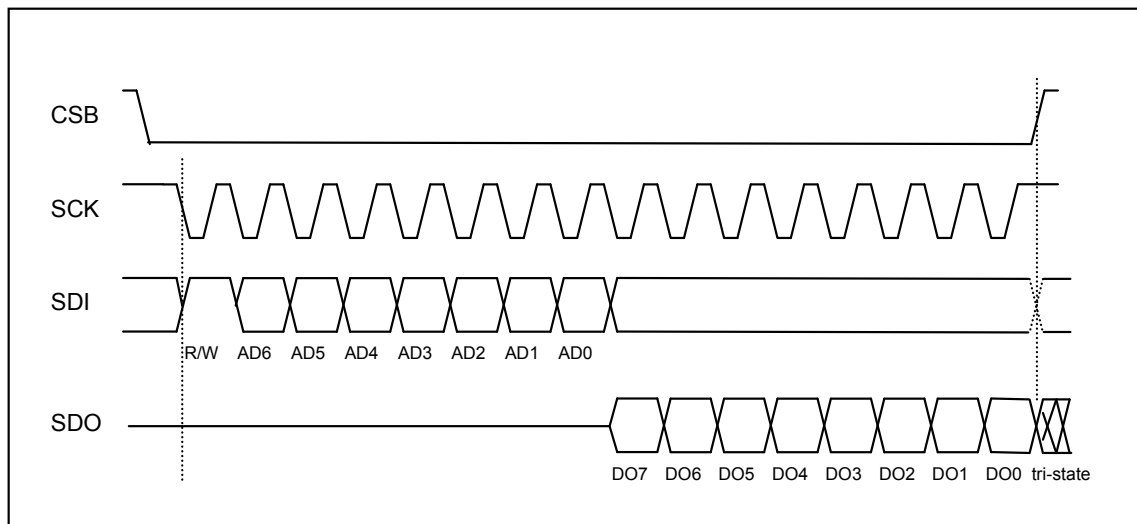 CSB
SCK
SDI
R/W AD6 AD5 AD4 AD3 AD2 AD1 AD0
SDO
DO7 DO6 DO5 DO4 DO3 DO2 DO1 DO0 tri-state